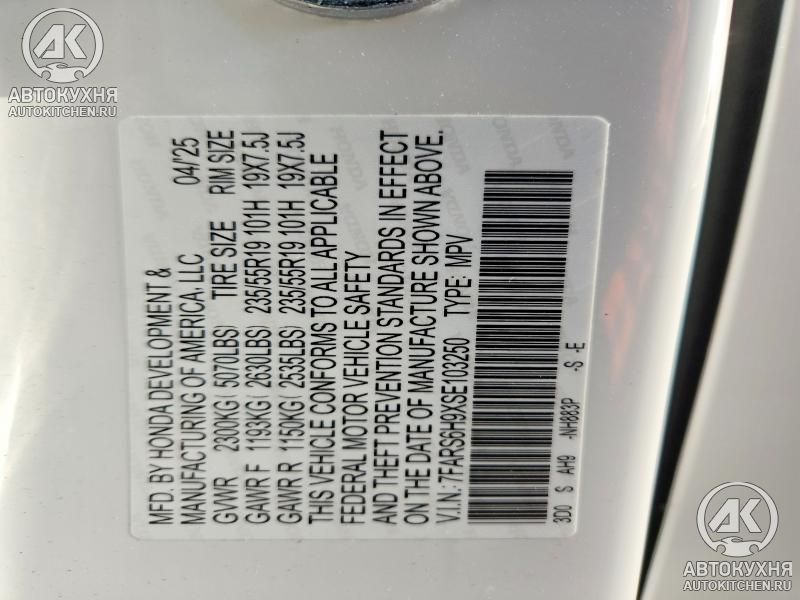 AK
АВТОКУХНЯ
AUTOKITCHEN.RU
MFD. BY HONDA DEVELOPMENT &
MANUFACTURING OF AMERICA, LLC 04/'25
GVWR 2300KG( 5070LBS) TIRE SIZE RIM SIZE
GAWR F 1193KG( 2630LBS) 235/55R19 101H 19X7.5J
GAWR R 1150KG( 2535LBS) 235/55R19 101H 19X7.5J
THIS VEHICLE CONFORMS TO ALL APPLICABLE
FEDERAL MOTOR VEHICLE SAFETY
AND THEFT PREVENTION STANDARDS IN EFFECT
ON THE DATE OF MANUFACTURE SHOWN ABOVE.
V.I.N.:7FARS6H9XSE103250 TYPE: MPV
3D0 S AH9 -NH883P -S -E
AK
АВТОКУХНЯ
AUTOKITCHEN.RU